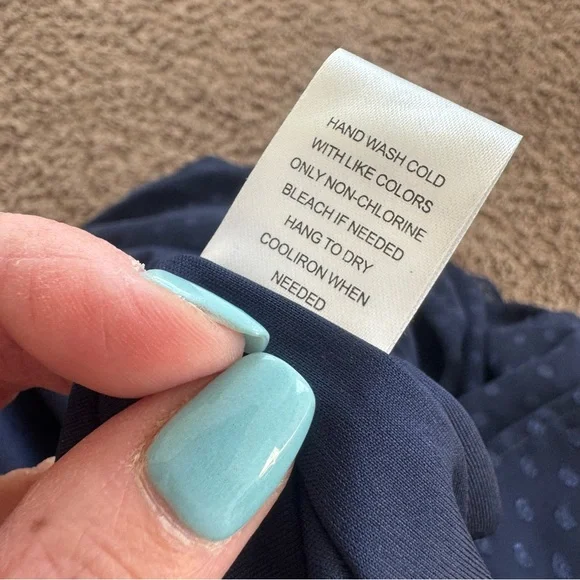 HAND WASH COLD
WITH LIKE COLORS
ONLY NON-CHLORINE
BLEACH IF NEEDED
HANG TO DRY
COOLIRON WHEN
NEEDED